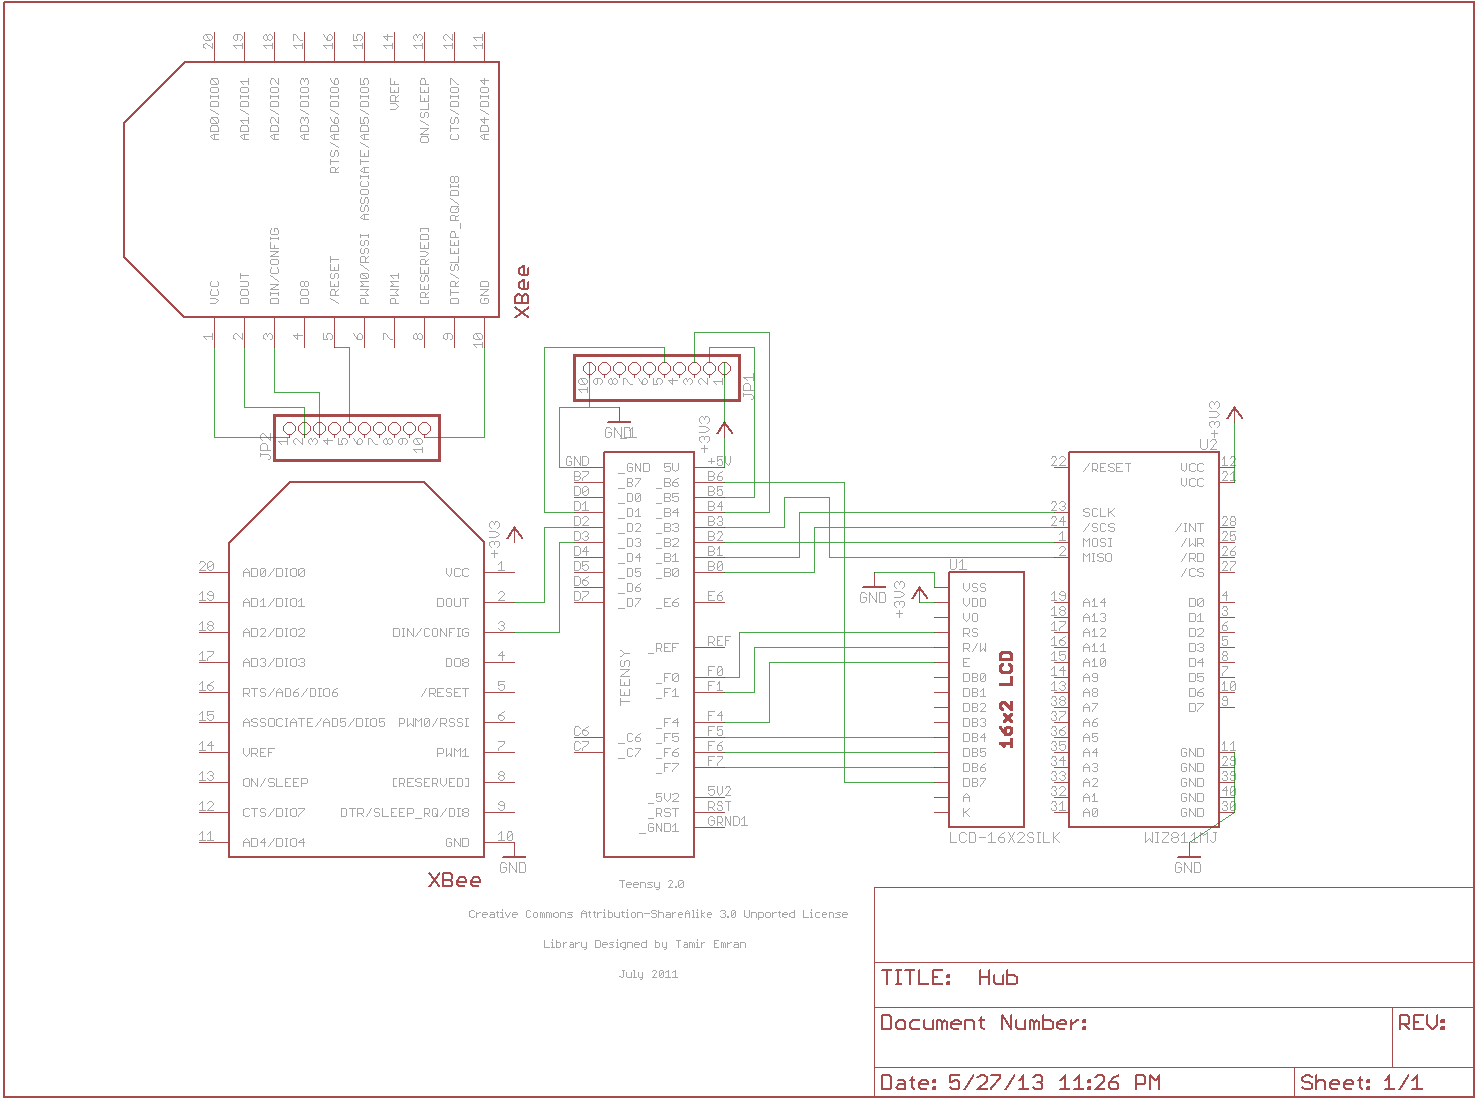 20 19 18 17 16 15 14 13 12 11
AD0/DIO0
AD1/DIO1
AD2/DIO2
AD3/DIO3
RTS/AD6/DIO6
ASSOCIATE/AD5/DIO5
VREF
ON/SLEEP
CTS/DIO7
AD4/DIO4
VCC
DOUT
DIN/CONFIG
DO8
/RESET
PWM0/RSSI
PWM1
[RESERVED]
DTR/SLEEP_RQ/DI8
GND
XBee
1 2 3 4 5 6 7 8 9 10
JP2
1 2 3 4 5 6 7 8 9 10
10 9 8 7 6 5 4 3 2 1
JP1
GND
+3V3
+3V3
20 AD0/DIO0 VCC 1
19 AD1/DIO1 DOUT 2
18 AD2/DIO2 DIN/CONFIG 3
17 AD3/DIO3 DO8 4
16 RTS/AD6/DIO6 /RESET 5
15 ASSOCIATE/AD5/DIO5 PWM0/RSSI 6
14 VREF PWM1 7
13 ON/SLEEP [RESERVED] 8
12 CTS/DIO7 DTR/SLEEP_RQ/DI8 9
11 AD4/DIO4 GND 10
XBee
GND
GND _GND 5V +5V
B7 _B7 _B6 B6
D0 _D0 _B5 B5
D1 _D1 _B4 B4
D2 _D2 _B3 B3
D3 _D3 _B2 B2
D4 _D4 _B1 B1
D5 _D5 _B0 B0
D6 _D6
D7 _D7 _E6 E6
_REF REF
TEENSY
_F0 F0
_F1 F1
_F4 F4
C6 _C6 _F5 F5
C7 _C7 _F6 F6
_F7 F7
_5V2 5V2
_RST RST
_GND1 GRND1
Teensy 2.0
Creative Commons Attribution-ShareAlike 3.0 Unported License
Library Designed by Tamir Emran
July 2011
U1
GND
+3V3
VSS
VDD
VO
RS
R/W
E
DB0
DB1
DB2
DB3
DB4
DB5
DB6
DB7
A
K
16x2 LCD
LCD-16X2SILK
+3V3
U2
22 /RESET VCC 12
VCC 21
23 SCLK
24 /SCS /INT 28
1 MOSI /WR 25
2 MISO /RD 26
/CS 27
19 A14 D0 4
18 A13 D1 3
17 A12 D2 6
16 A11 D3 5
15 A10 D4 8
14 A9 D5 7
13 A8 D6 10
38 A7 D7 9
37 A6
36 A5
35 A4 GND 11
34 A3 GND 29
33 A2 GND 39
32 A1 GND 40
31 A0 GND 30
WIZ811MJ
GND
TITLE: Hub
Document Number:
REV:
Date: 5/27/13 11:26 PM
Sheet: 1/1